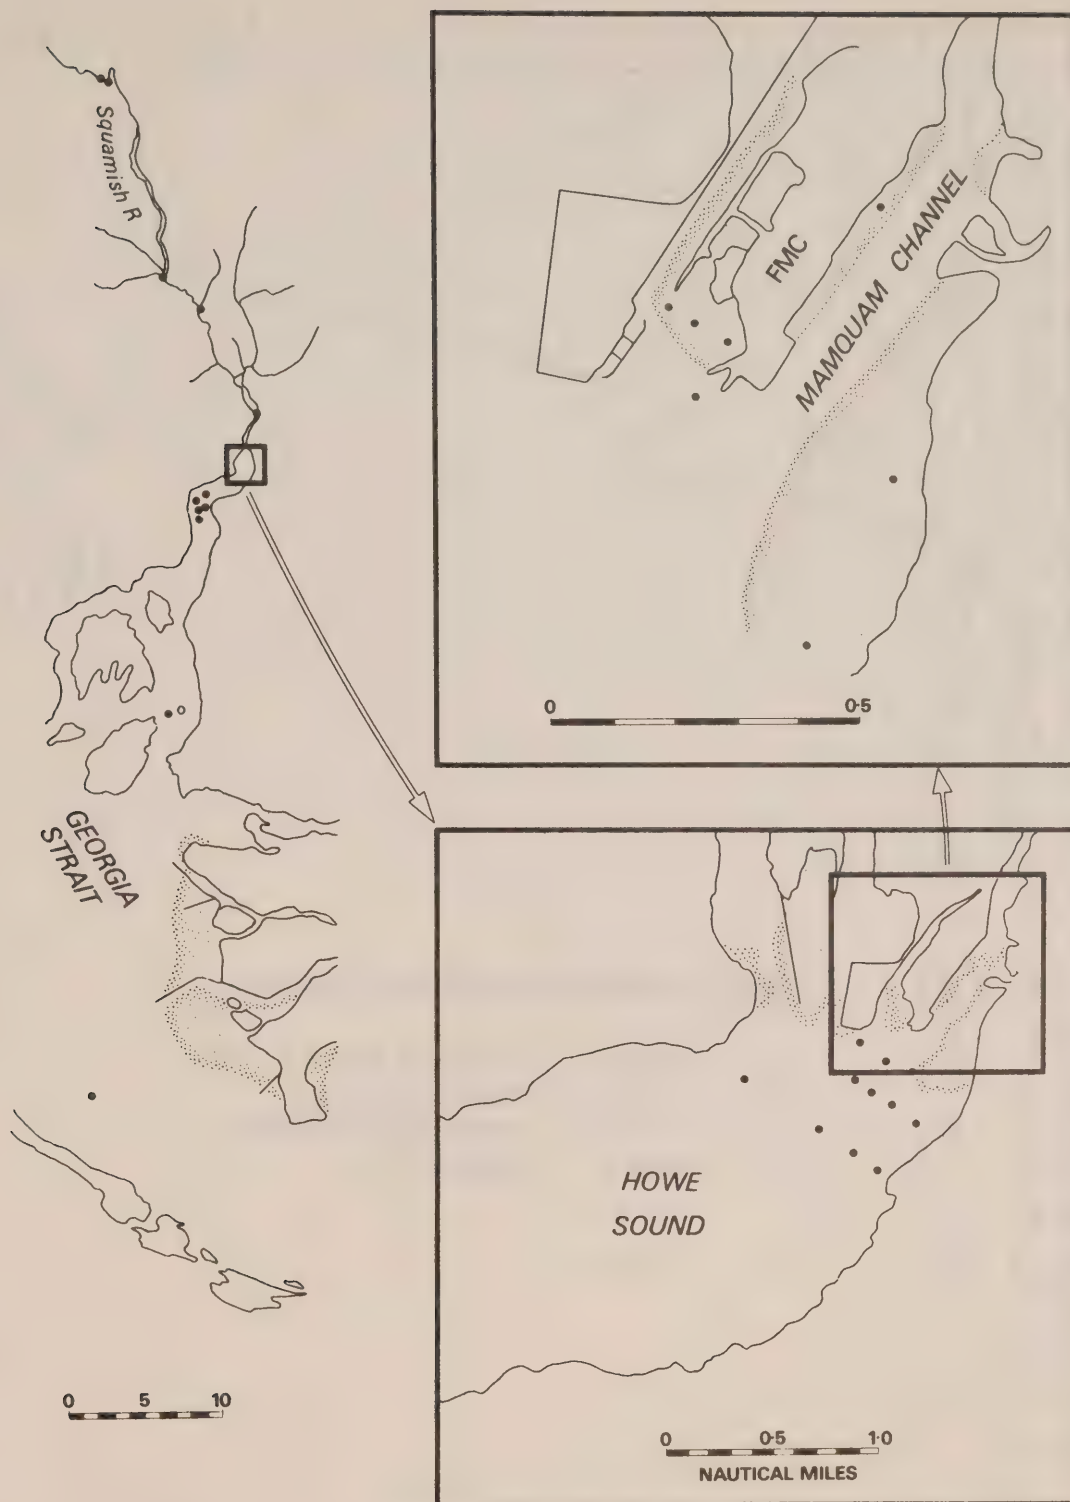 Squamish R
GEORGIA
STRAIT
0 5 10
FMC
MAMQUAM CHANNEL
0 0·5
HOWE
SOUND
0 0·5 1·0
NAUTICAL MILES